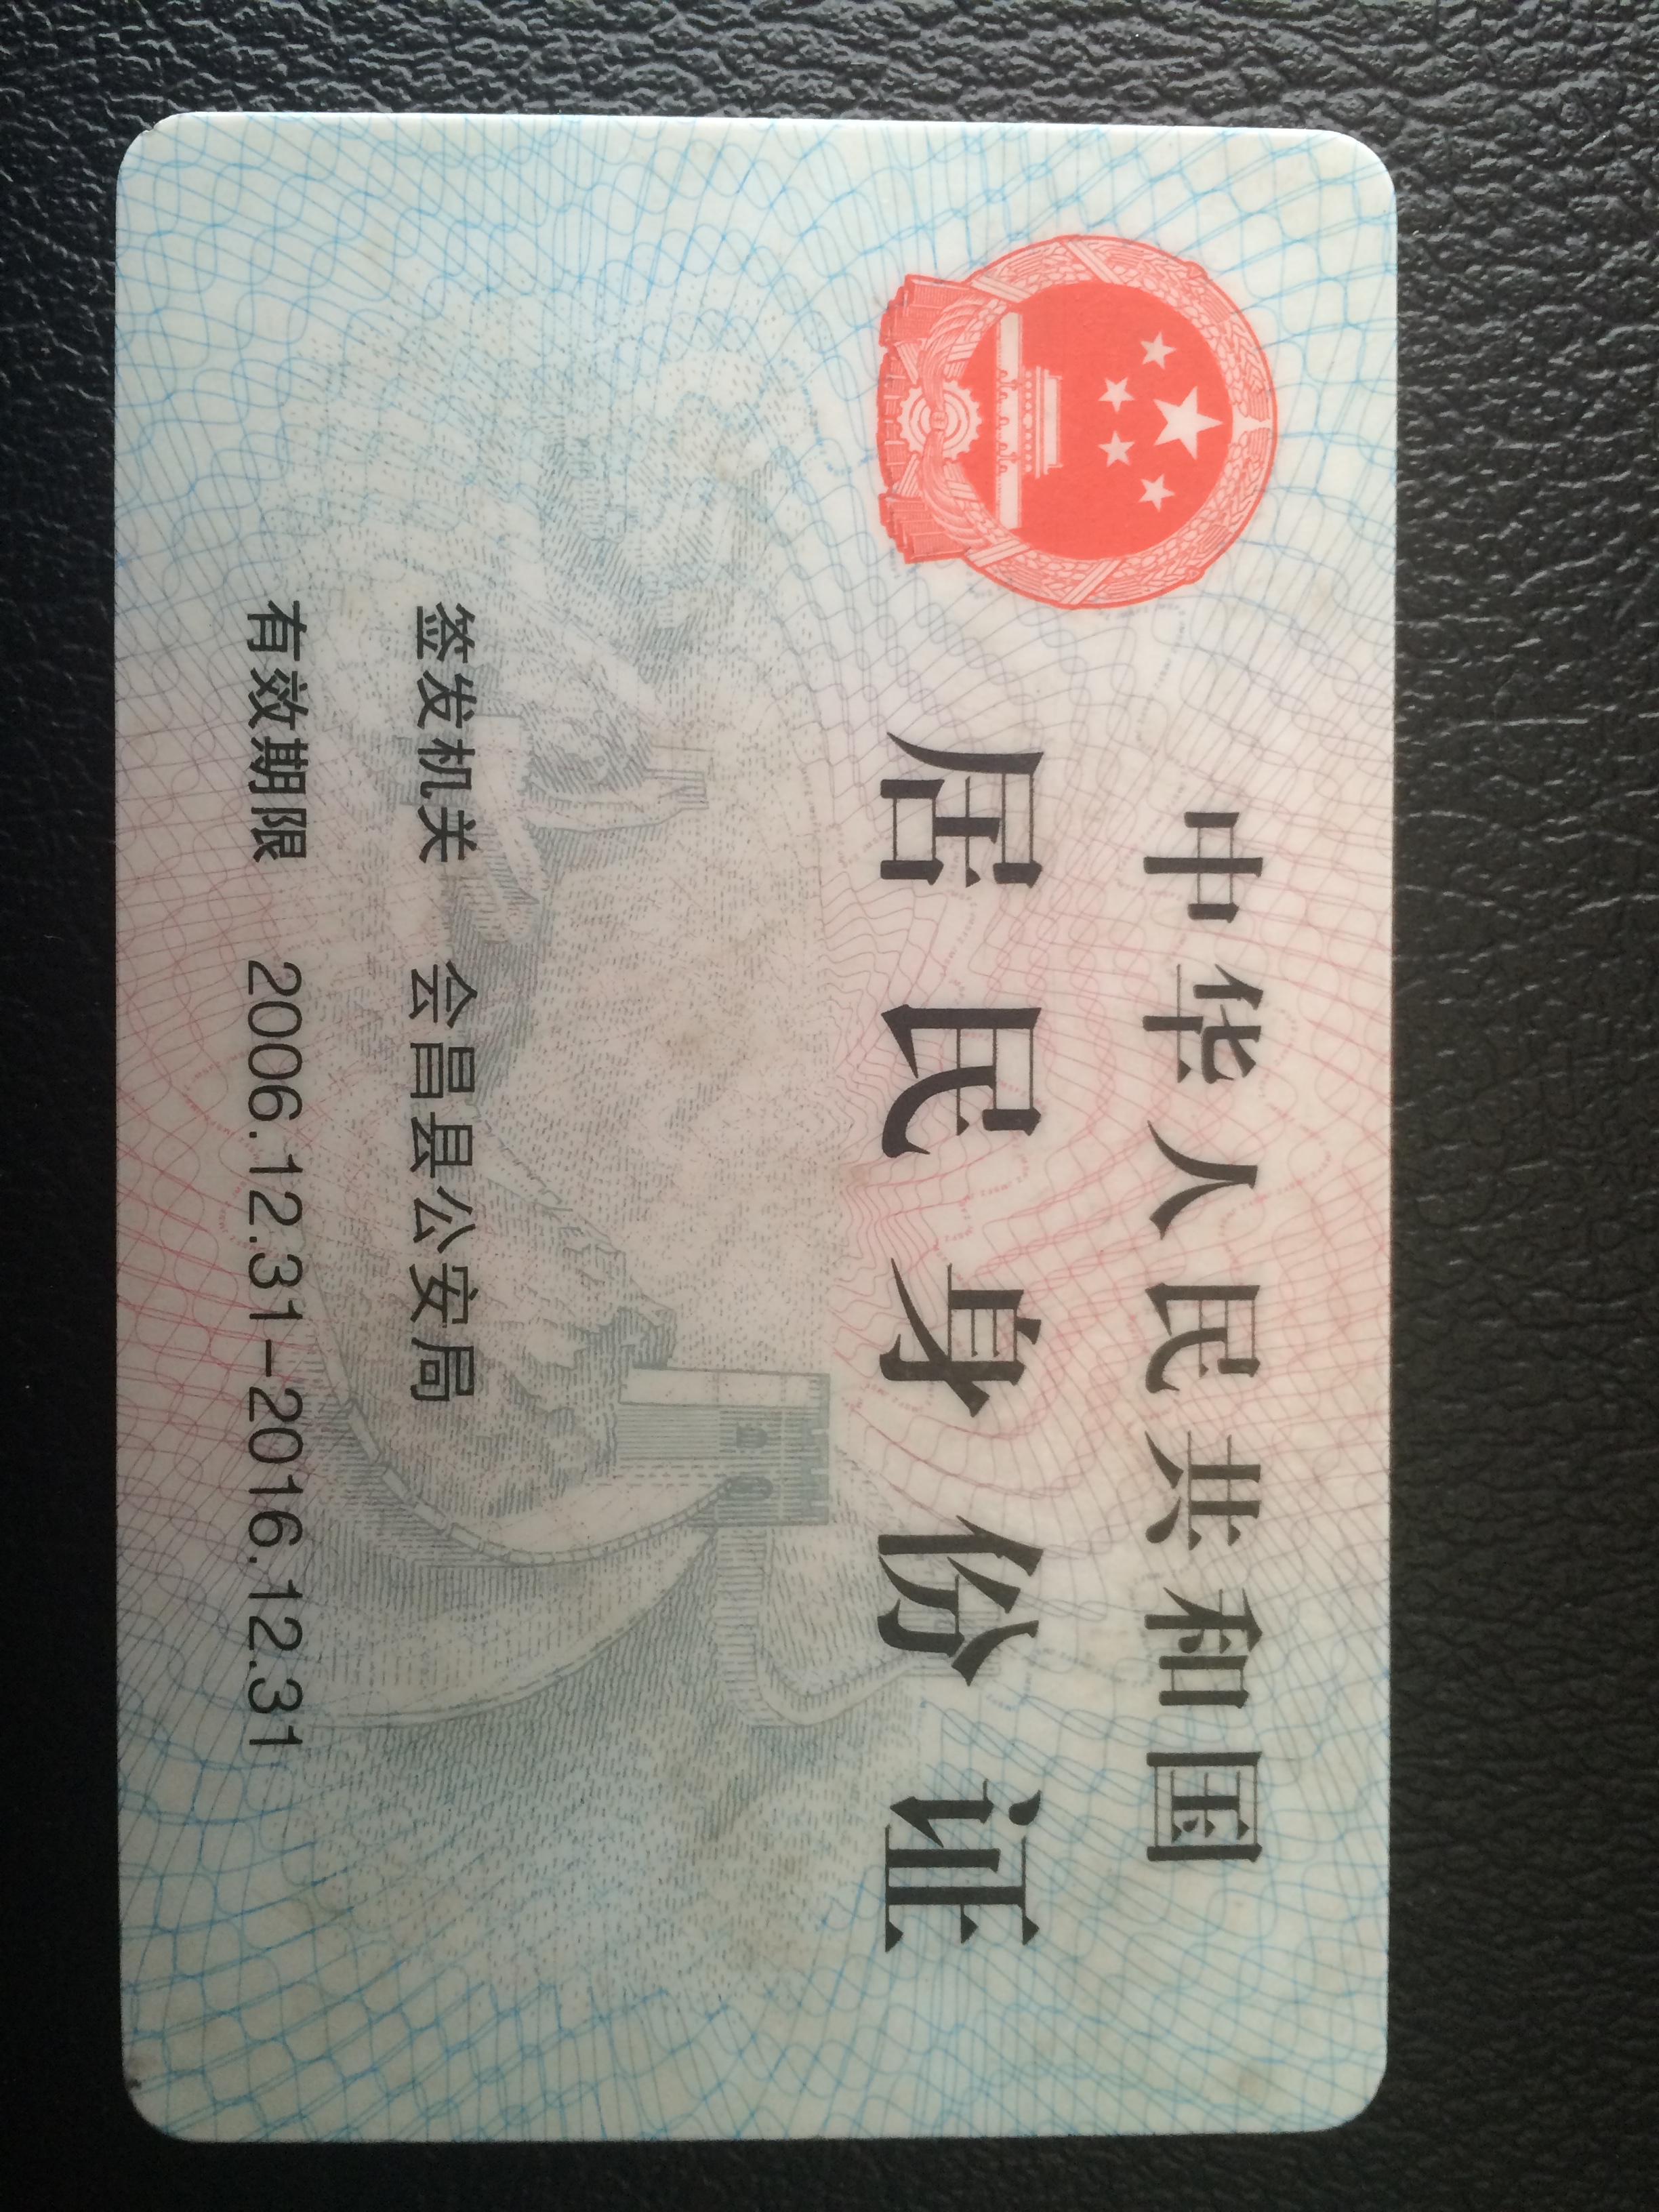 中华人民共和国
居民身份证
签发机关 会昌县公安局
有效期限 2006.12.31-2016.12.31